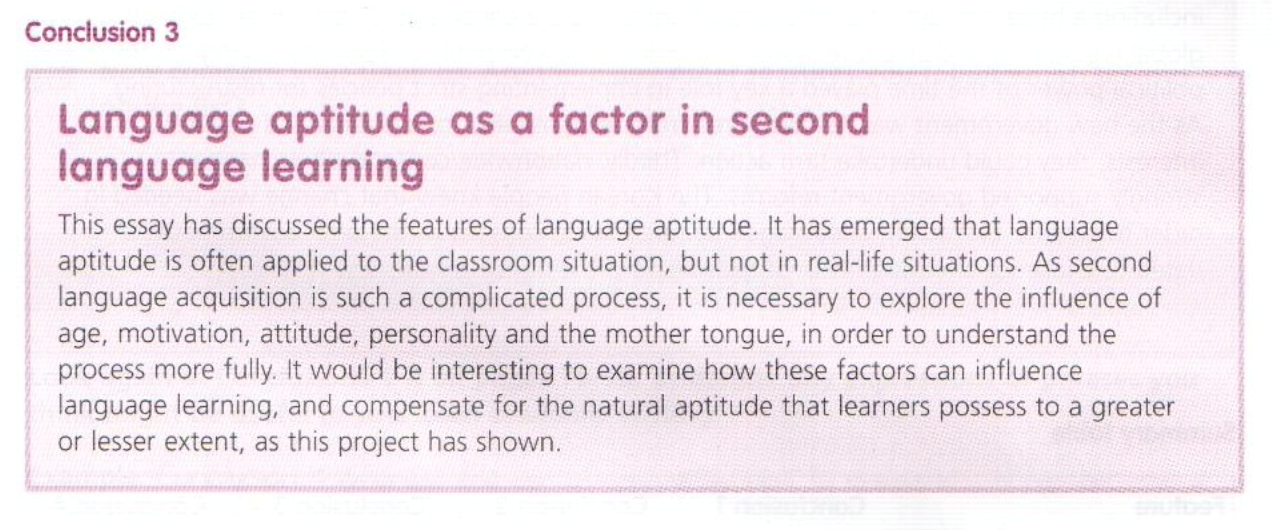 Conclusion 3
Language aptitude as a factor in second
language learning
This essay has discussed the features of language aptitude. It has emerged that language
aptitude is often applied to the classroom situation, but not in real-life situations. As second
language acquisition is such a complicated process, it is necessary to explore the influence of
age, motivation, attitude, personality and the mother tongue, in order to understand the
process more fully. It would be interesting to examine how these factors can influence
language learning, and compensate for the natural aptitude that learners possess to a greater
or lesser extent, as this project has shown.